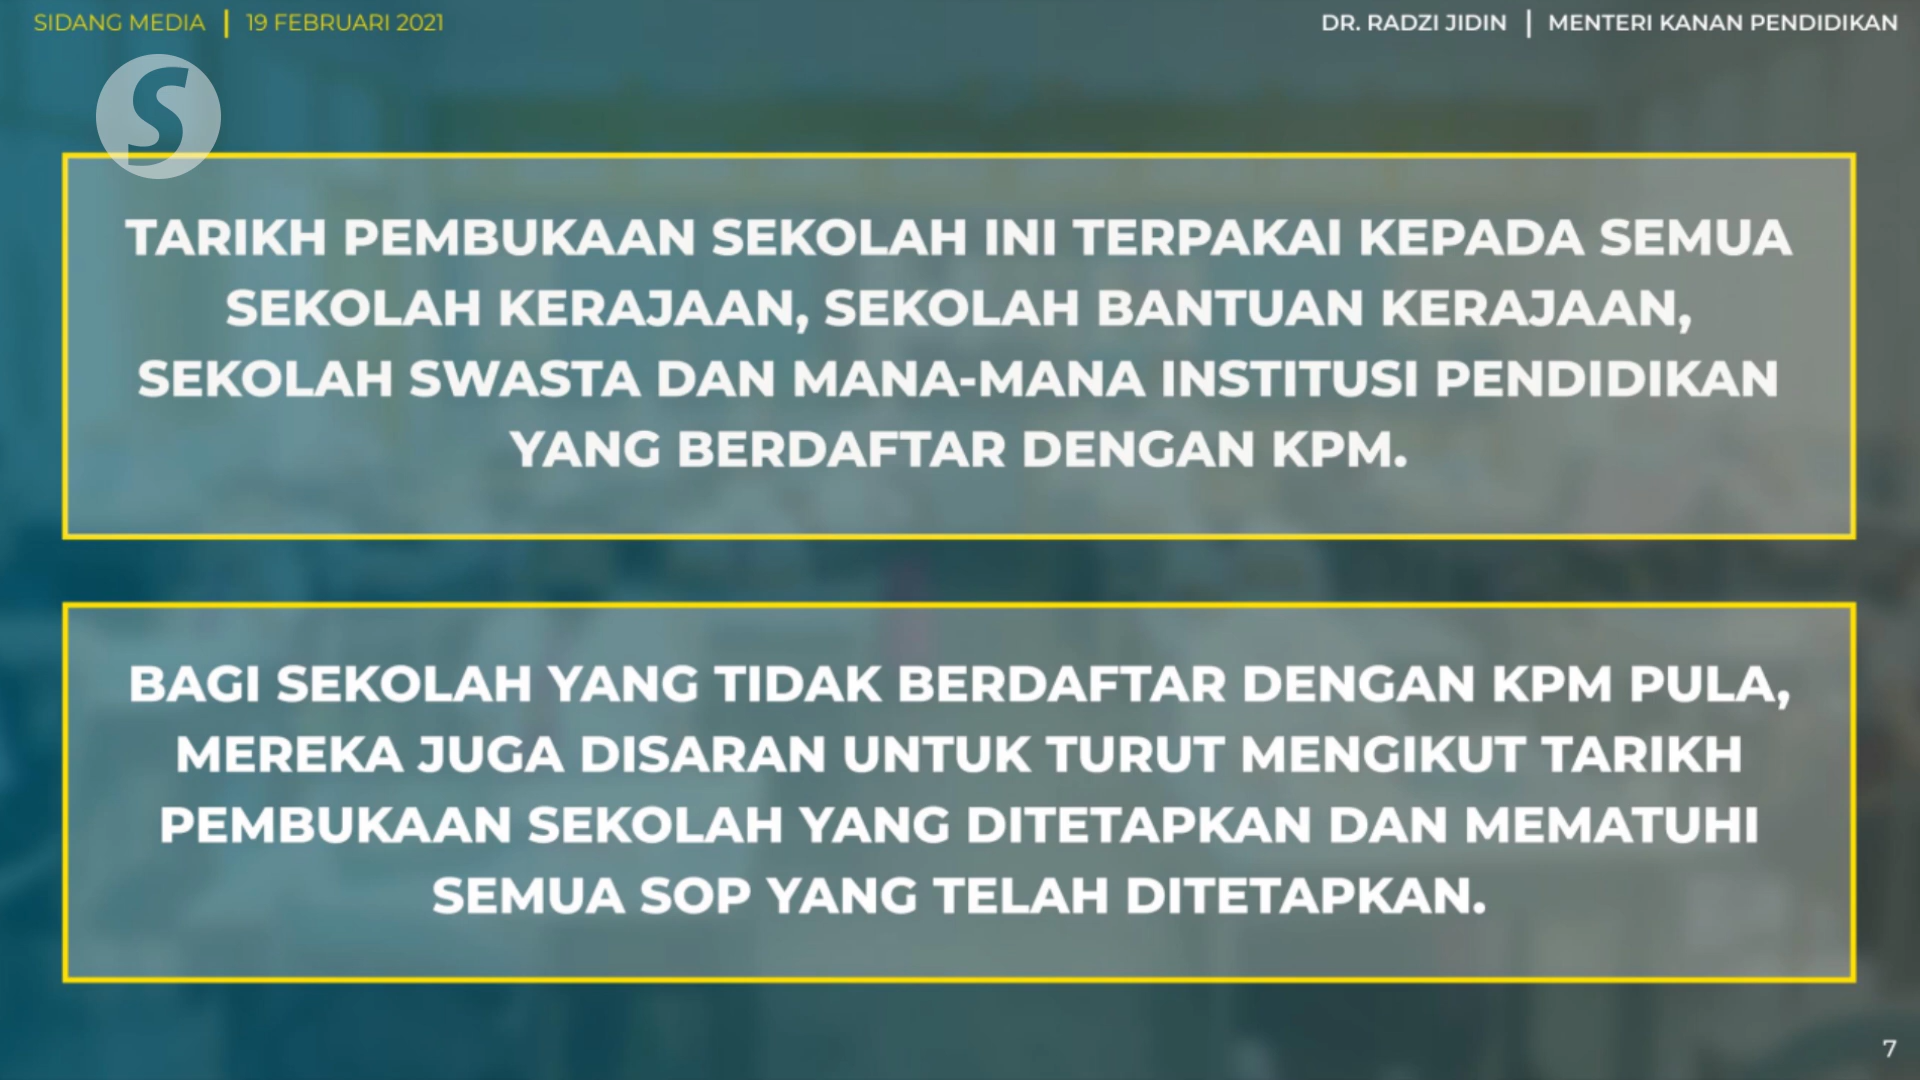 SIDANG MEDIA | 19 FEBRUARI 2021
DR. RADZI JIDIN | MENTERI KANAN PENDIDIKAN
S
TARIKH PEMBUKAAN SEKOLAH INI TERPAKAI KEPADA SEMUA
SEKOLAH KERAJAAN, SEKOLAH BANTUAN KERAJAAN,
SEKOLAH SWASTA DAN MANA-MANA INSTITUSI PENDIDIKAN
YANG BERDAFTAR DENGAN KPM.
BAGI SEKOLAH YANG TIDAK BERDAFTAR DENGAN KPM PULA,
MEREKA JUGA DISARAN UNTUK TURUT MENGIKUT TARIKH
PEMBUKAAN SEKOLAH YANG DITETAPKAN DAN MEMATUHI
SEMUA SOP YANG TELAH DITETAPKAN.
7